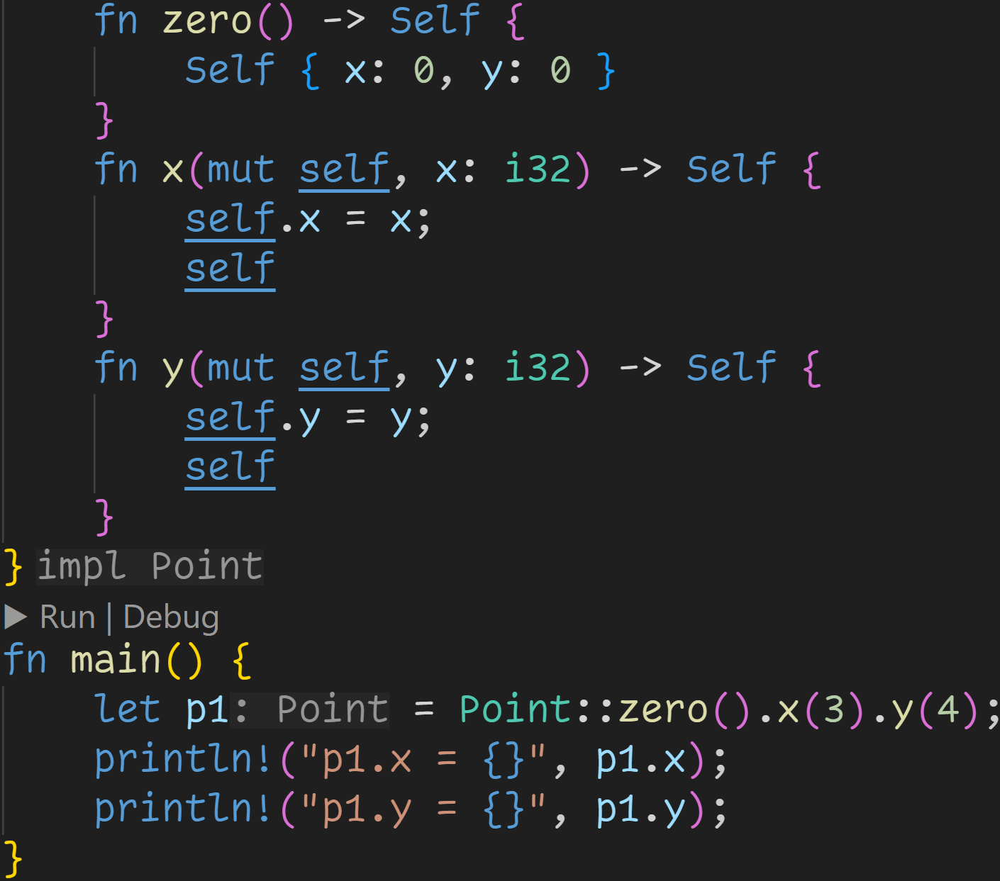 fn zero() -> Self {
Self { x: 0, y: 0 }
}
fn x(mut self, x: i32) -> Self {
self.x = x;
self
}
fn y(mut self, y: i32) -> Self {
self.y = y;
self
}
} impl Point
▶ Run | Debug
fn main() {
let p1: Point = Point::zero().x(3).y(4);
println!("p1.x = {}", p1.x);
println!("p1.y = {}", p1.y);
}